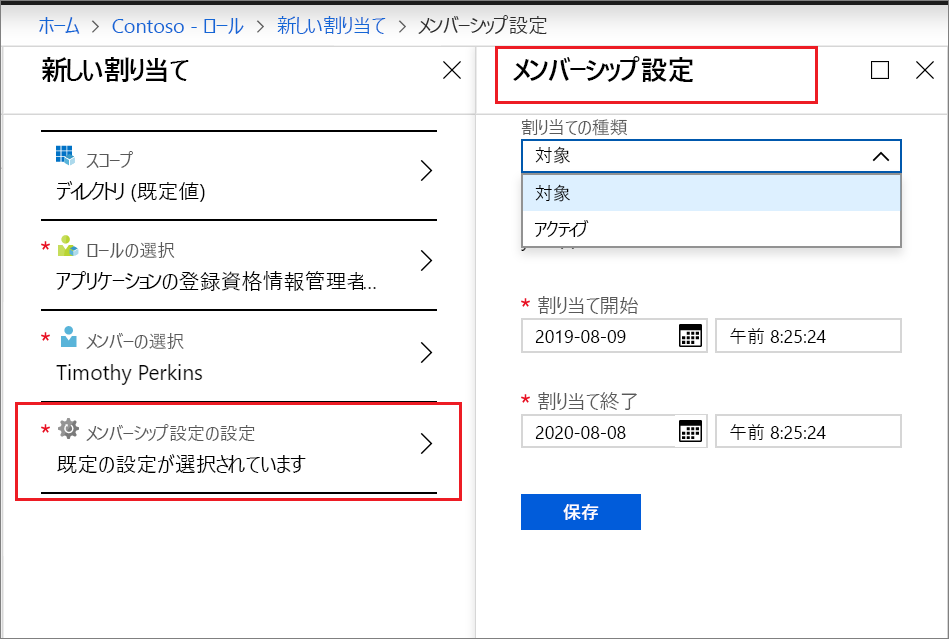 ホーム > Contoso - ロール > 新しい割り当て > メンバーシップ設定
新しい割り当て
スコープ
ディレクトリ (既定値)
* ロールの選択
アプリケーションの登録資格情報管理者...
* メンバーの選択
Timothy Perkins
* メンバーシップ設定の設定
既定の設定が選択されています
メンバーシップ設定
割り当ての種類
対象
対象
アクティブ
* 割り当て開始
2019-08-09 午前 8:25:24
* 割り当て終了
2020-08-08 午前 8:25:24
保存